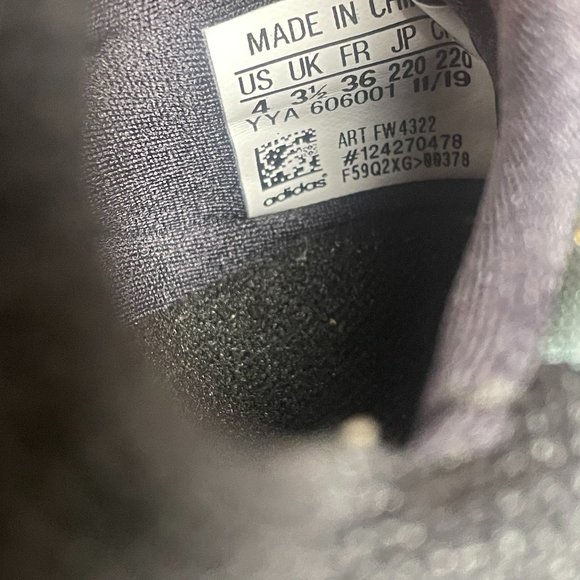 MADE IN
US UK FR JP
4 3½ 36 220 220
YYA 606001 11/19
ART FW4322
#124270478
F59Q2XG>00378
adidas